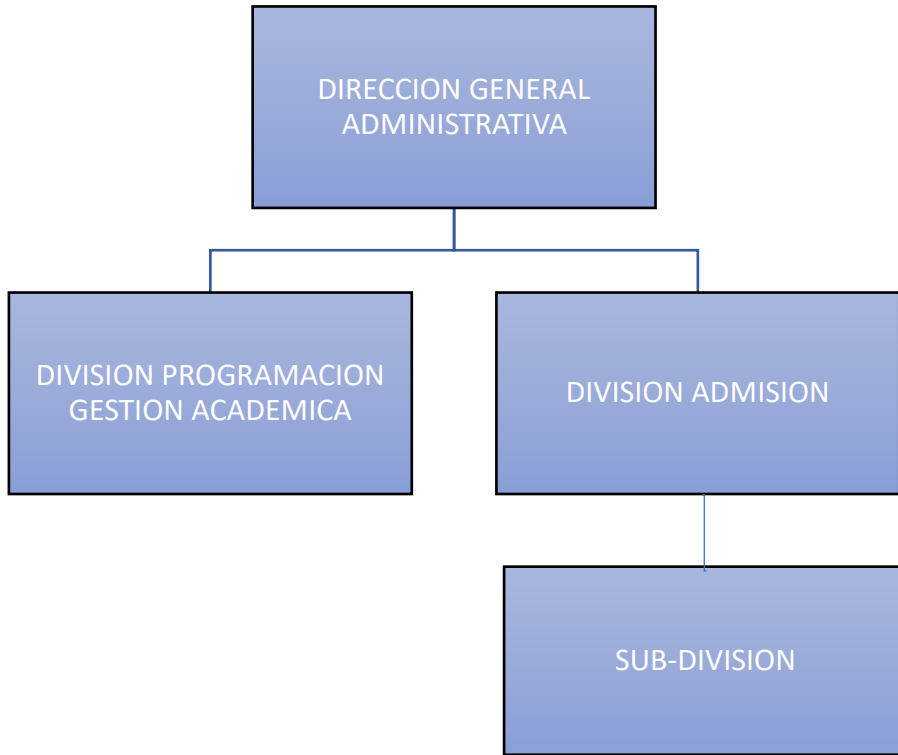 DIRECCION GENERAL
ADMINISTRATIVA
DIVISION PROGRAMACION
GESTION ACADEMICA
DIVISION ADMISION
SUB-DIVISION